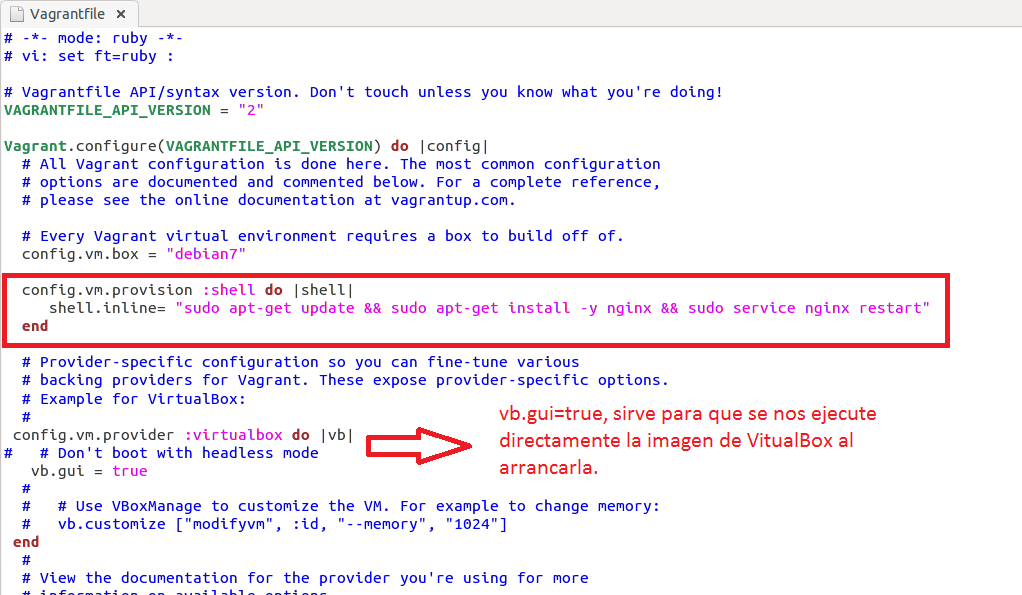 Vagrantfile ×
# -*- mode: ruby -*-
# vi: set ft=ruby :
# Vagrantfile API/syntax version. Don't touch unless you know what you're doing!
VAGRANTFILE_API_VERSION = "2"
Vagrant.configure(VAGRANTFILE_API_VERSION) do |config|
# All Vagrant configuration is done here. The most common configuration
# options are documented and commented below. For a complete reference,
# please see the online documentation at vagrantup.com.
# Every Vagrant virtual environment requires a box to build off of.
config.vm.box = "debian7"
config.vm.provision :shell do |shell|
shell.inline= "sudo apt-get update && sudo apt-get install -y nginx && sudo service nginx restart"
end
# Provider-specific configuration so you can fine-tune various
# backing providers for Vagrant. These expose provider-specific options.
# Example for VirtualBox:
#
config.vm.provider :virtualbox do |vb|
# # Don't boot with headless mode
vb.gui = true
#
# # Use VBoxManage to customize the VM. For example to change memory:
# vb.customize ["modifyvm", :id, "--memory", "1024"]
end
#
# View the documentation for the provider you're using for more
# information on available options
vb.gui=true, sirve para que se nos ejecute
directamente la imagen de VitualBox al
arrancarla.